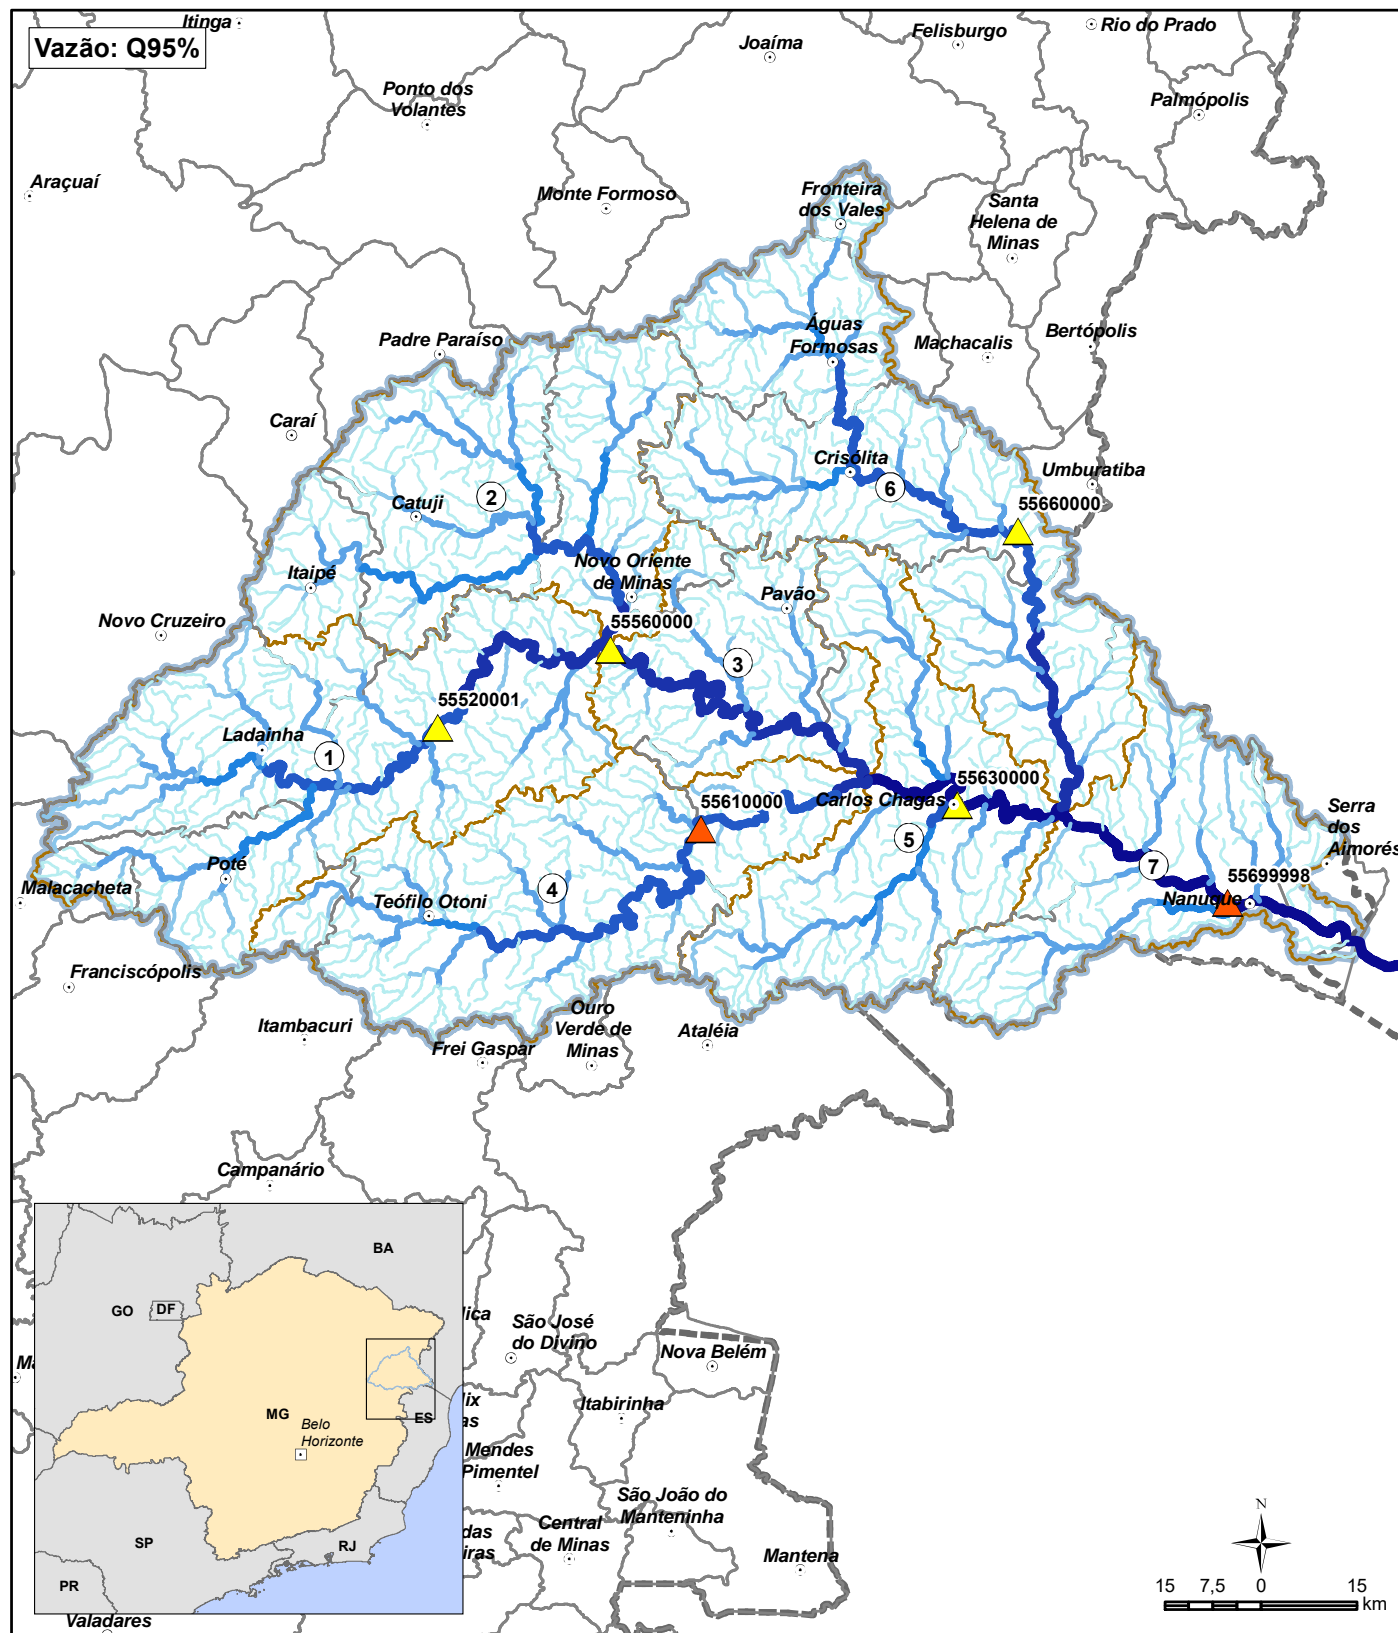 Itinga
Vazão: Q95%
Joaíma
Felisburgo
Rio do Prado
Ponto dos
Volantes
Palmópolis
Araçuaí
Monte Formoso
Fronteira
dos Vales
Santa
Helena de
Minas
Águas
Formosas
Machacalis
Bertópolis
Padre Paraíso
Caraí
Crisólita
Umburatiba
6
2
Catuji
55660000
Itaipé
Novo Oriente
de Minas
Pavão
Novo Cruzeiro
55560000
3
55520001
Ladainha
1
55630000
55610000
Carlos Chagas
5
Serra
dos
Aimorés
7
Poté
4
55699998
Malacacheta
Teófilo Otoni
Nanuque
Franciscópolis
Itambacuri
Ouro
Verde de
Minas
Ataléia
Frei Gaspar
Campanário
BA
GO
DF
lica
São José
do Divino
Nova Belém
MG
Belo
Horizonte
ES
lix
as
Itabirinha
Mendes
Pimentel
São João do
Manteninha
SP
RJ
das
iras
Central
de Minas
Mantena
PR
Valadares
N
15 7,5 0 15
km